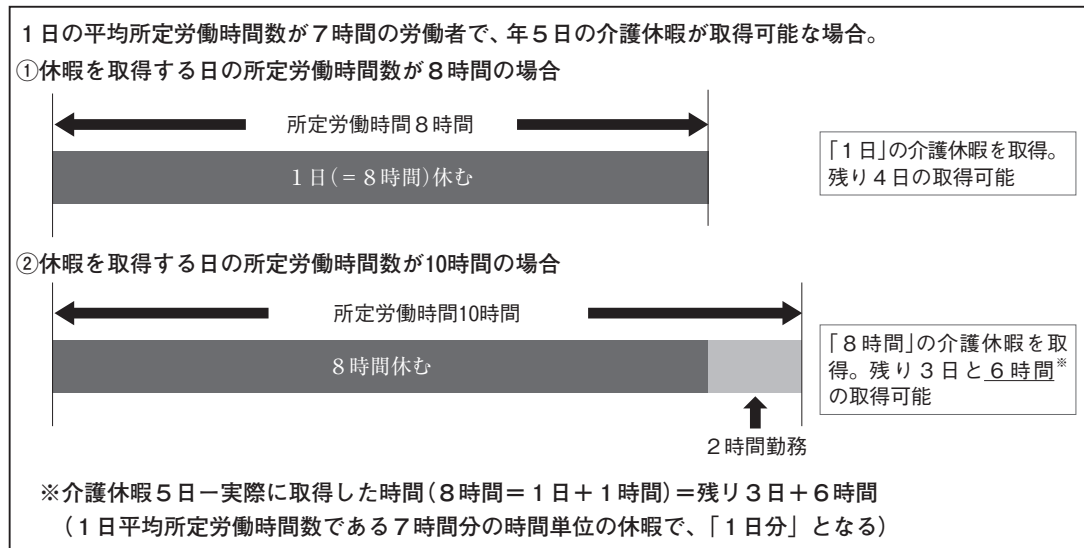 １日の平均所定労働時間数が７時間の労働者で、年５日の介護休暇が取得可能な場合。
①休暇を取得する日の所定労働時間数が８時間の場合
所定労働時間８時間
１日(＝８時間)休む
「１日」の介護休暇を取得。
残り４日の取得可能
②休暇を取得する日の所定労働時間数が10時間の場合
所定労働時間10時間
８時間休む
「８時間」の介護休暇を取
得。残り３日と６時間※
の取得可能
２時間勤務
※介護休暇５日－実際に取得した時間(８時間＝１日＋１時間)＝残り３日＋６時間
(１日平均所定労働時間数である７時間分の時間単位の休暇で、「１日分」となる)